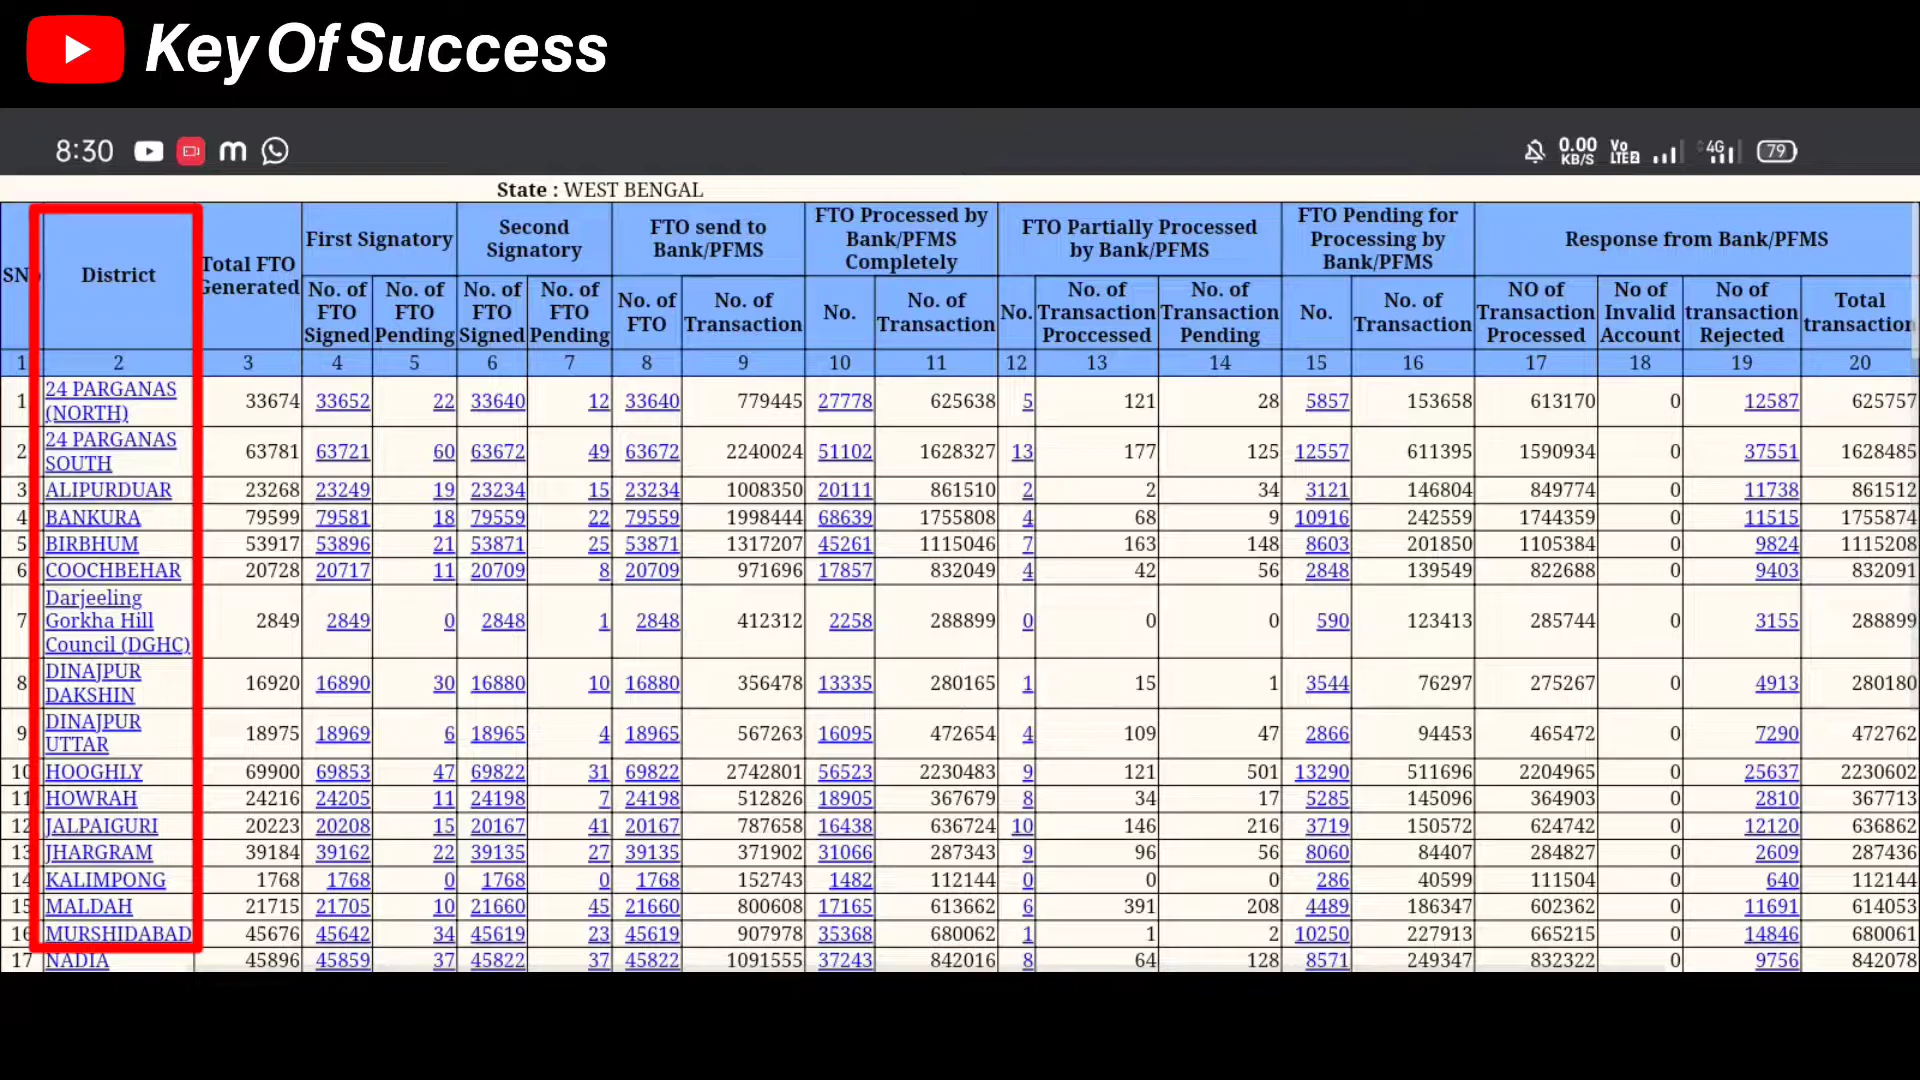 Key Of Success
8:30
0.00
KB/S
Vo
LTE2
4G
79
State : WEST BENGAL
District
Total FTO
Generated
First Signatory
Second
Signatory
FTO send to
Bank/PFMS
FTO Processed by
Bank/PFMS
Completely
FTO Partially Processed
by Bank/PFMS
FTO Pending for
Processing by
Bank/PFMS
Response from Bank/PFMS
No. of
FTO
Signed
No. of
FTO
Pending
No. of
FTO
Signed
No. of
FTO
Pending
No. of
FTO
No. of
Transaction
No.
No. of
Transaction
No.
No. of
Transaction
Proccessed
No. of
Transaction
Pending
No.
No. of
Transaction
NO of
Transaction
Processed
No of
Invalid
Account
No of
transaction
Rejected
Total
transaction
1 2 3 4 5 6 7 8 9 10 11 12 13 14 15 16 17 18 19 20
1 24 PARGANAS
(NORTH) 33674 33652 22 33640 12 33640 779445 27778 625638 5 121 28 5857 153658 613170 0 12587 625757
2 24 PARGANAS
SOUTH 63781 63721 60 63672 49 63672 2240024 51102 1628327 13 177 125 12557 611395 1590934 0 37551 1628485
3 ALIPURDUAR 23268 23249 19 23234 15 23234 1008350 20111 861510 2 2 34 3121 146804 849774 0 11738 861512
4 BANKURA 79599 79581 18 79559 22 79559 1998444 68639 1755808 4 68 9 10916 242559 1744359 0 11515 1755874
5 BIRBHUM 53917 53896 21 53871 25 53871 1317207 45261 1115046 7 163 148 8603 201850 1105384 0 9824 1115208
6 COOCHBEHAR 20728 20717 11 20709 8 20709 971696 17857 832049 4 42 56 2848 139549 822688 0 9403 832091
7 Darjeeling
Gorkha Hill
Council (DGHC) 2849 2849 0 2848 1 2848 412312 2258 288899 0 0 0 590 123413 285744 0 3155 288899
8 DINAJPUR
DAKSHIN 16920 16890 30 16880 10 16880 356478 13335 280165 1 15 1 3544 76297 275267 0 4913 280180
9 DINAJPUR
UTTAR 18975 18969 6 18965 4 18965 567263 16095 472654 4 109 47 2866 94453 465472 0 7290 472762
10 HOOGHLY 69900 69853 47 69822 31 69822 2742801 56523 2230483 9 121 501 13290 511696 2204965 0 25637 2230602
11 HOWRAH 24216 24205 11 24198 7 24198 512826 18905 367679 8 34 17 5285 145096 364903 0 2810 367713
12 JALPAIGURI 20223 20208 15 20167 41 20167 787658 16438 636724 10 146 216 3719 150572 624742 0 12120 636862
13 JHARGRAM 39184 39162 22 39135 27 39135 371902 31066 287343 9 96 56 8060 84407 284827 0 2609 287436
14 KALIMPONG 1768 1768 0 1768 0 1768 152743 1482 112144 0 0 0 286 40599 111504 0 640 112144
15 MALDAH 21715 21705 10 21660 45 21660 800608 17165 613662 6 391 208 4489 186347 602362 0 11691 614053
16 MURSHIDABAD 45676 45642 34 45619 23 45619 907978 35368 680062 1 1 2 10250 227913 665215 0 14846 680061
17 NADIA 45896 45859 37 45822 37 45822 1091555 37243 842016 8 64 128 8571 249347 832322 0 9756 842078